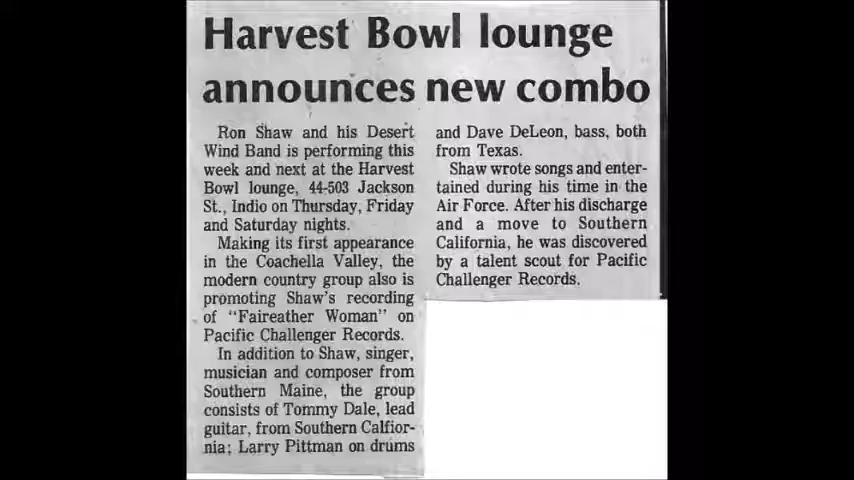 Harvest Bowl lounge
announces new combo
Ron Shaw and his Desert
Wind Band is performing this
week and next at the Harvest
Bowl lounge, 44-503 Jackson
St., Indio on Thursday, Friday
and Saturday nights.
Making its first appearance
in the Coachella Valley, the
modern country group also is
promoting Shaw's recording
of "Faireather Woman" on
Pacific Challenger Records.
In addition to Shaw, singer,
musician and composer from
Southern Maine, the group
consists of Tommy Dale, lead
guitar, from Southern Calfior-
nia; Larry Pittman on drums
and Dave DeLeon, bass, both
from Texas.
Shaw wrote songs and enter-
tained during his time in the
Air Force. After his discharge
and a move to Southern
California, he was discovered
by a talent scout for Pacific
Challenger Records.